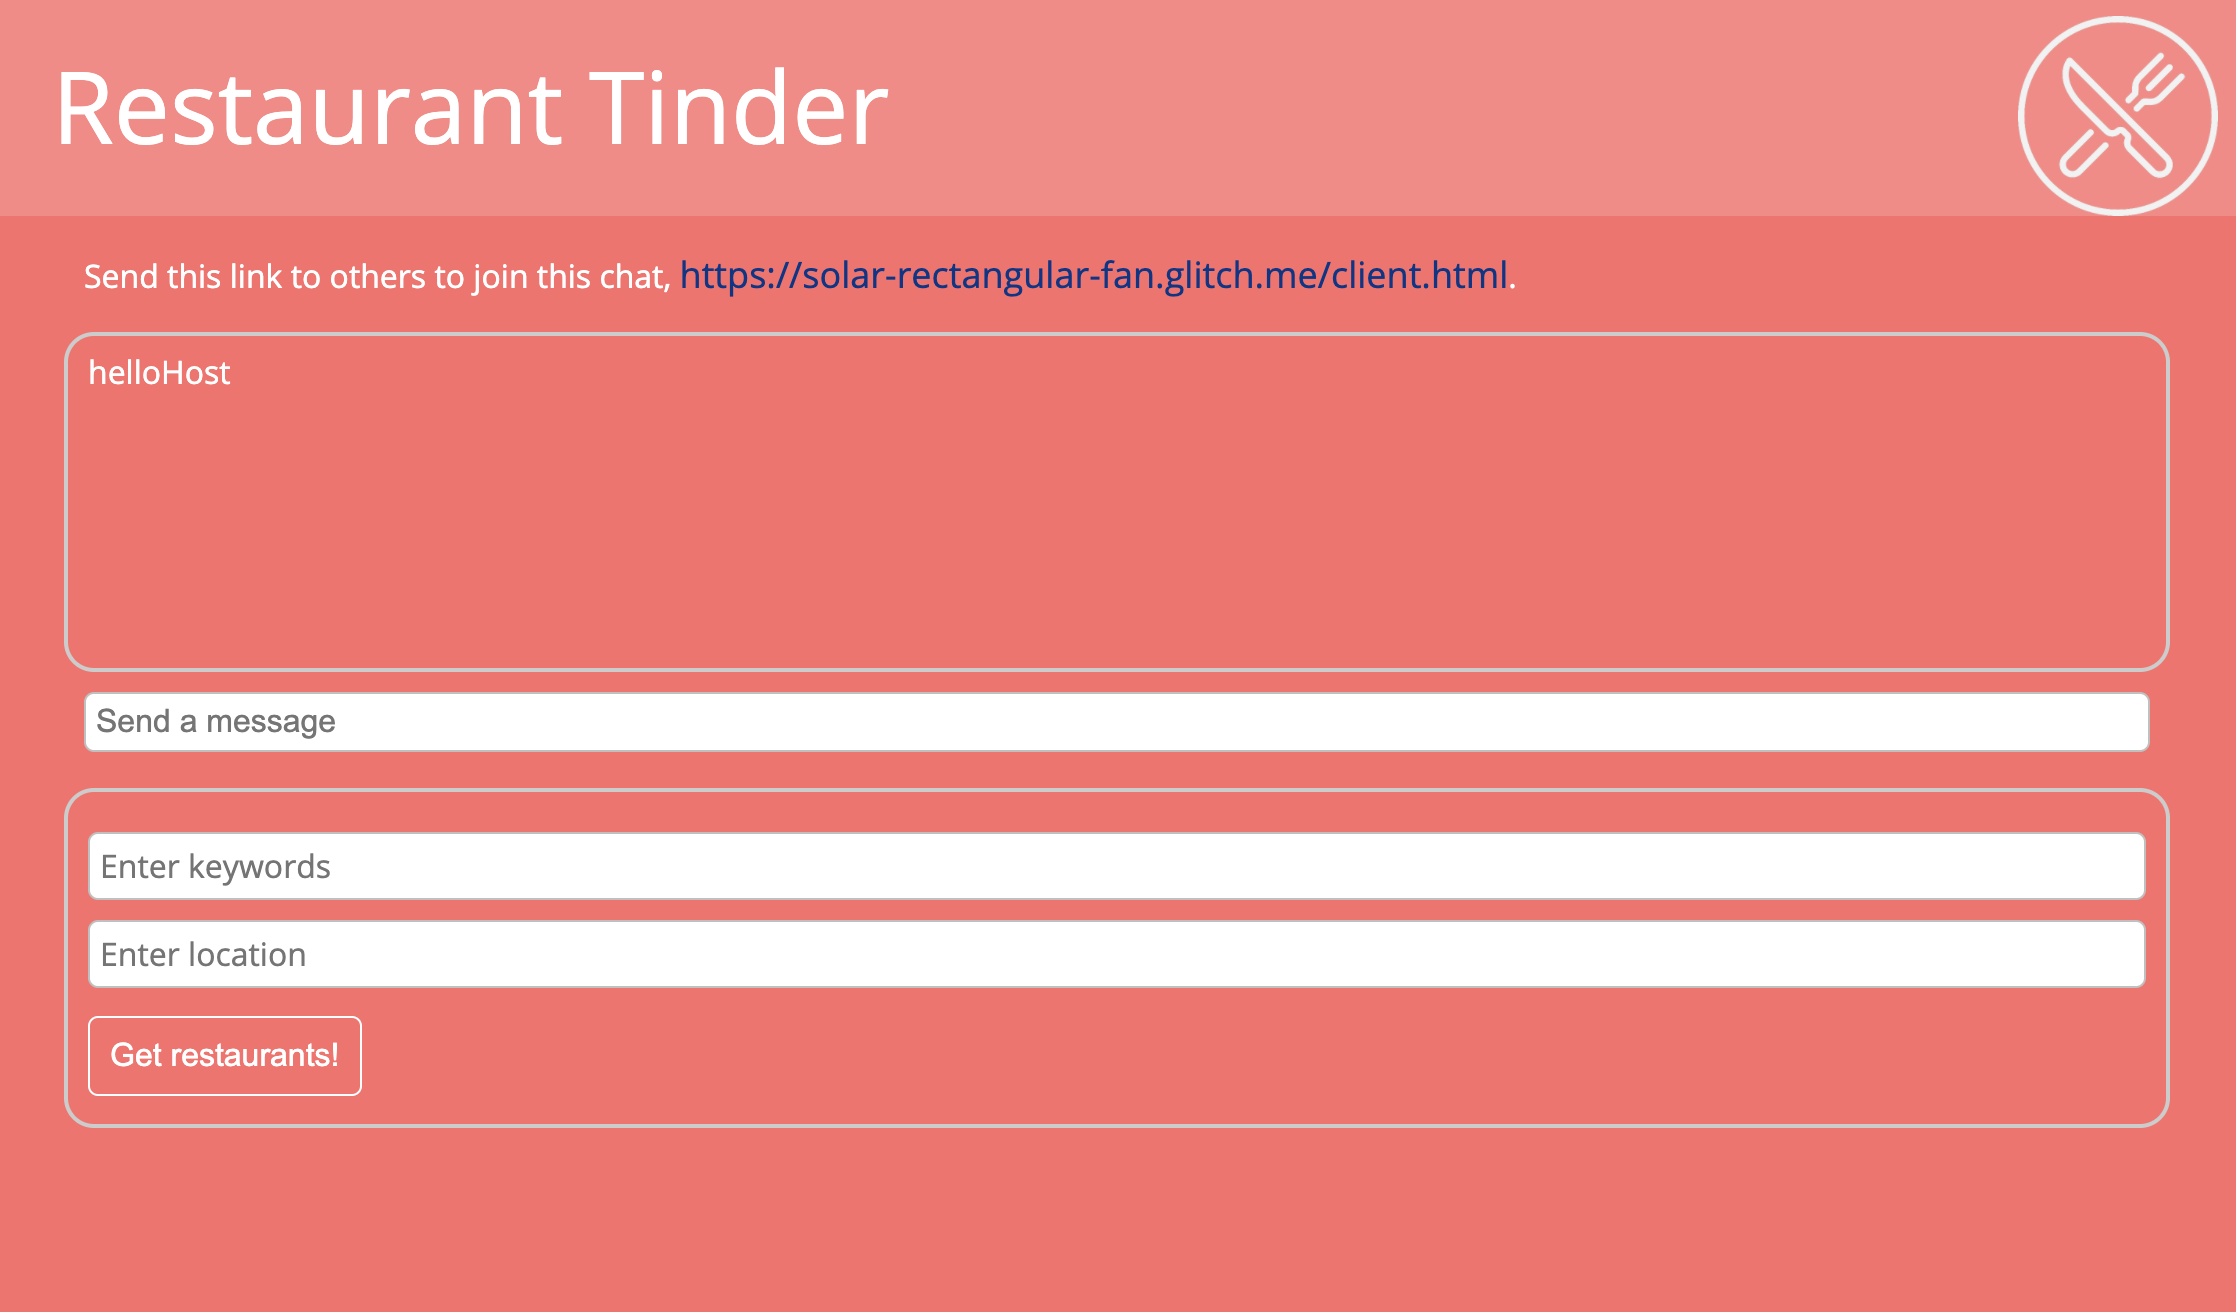 Restaurant Tinder
Send this link to others to join this chat, https://solar-rectangular-fan.glitch.me/client.html.
helloHost
Send a message
Enter keywords
Enter location
Get restaurants!